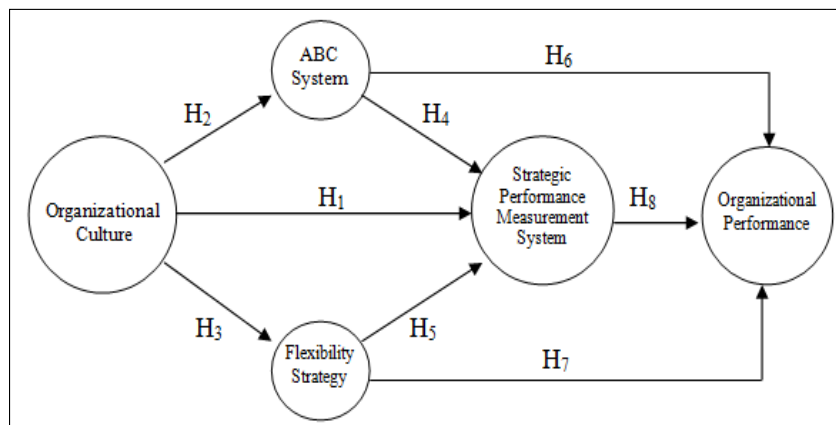 ABC
System
H6
H2
H4
Organizational
Culture
H1
Strategic
Performance
Measurement
System
H8
Organizational
Performance
H3
Flexibility
Strategy
H5
H7